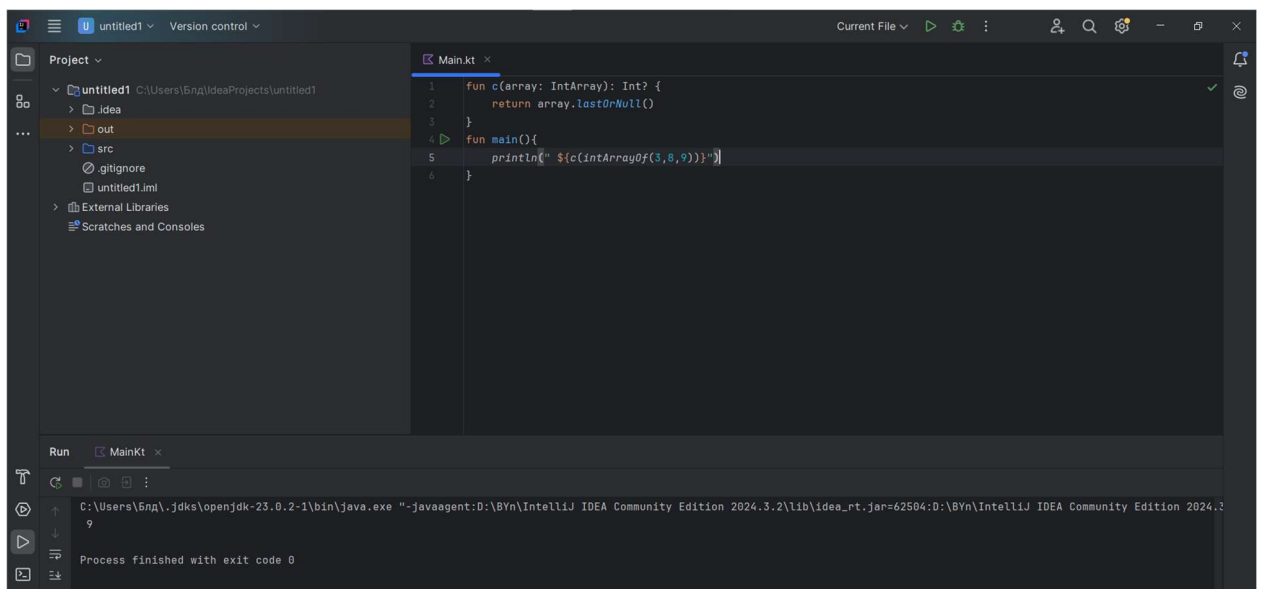 U untitled1 Version control Current File
Project
Main.kt
untitled1 C:\Users\Блд\IdeaProjects\untitled1
.idea
out
src
.gitignore
untitled1.iml
External Libraries
Scratches and Consoles
1 fun c(array: IntArray): Int? {
2 return array.lastOrNull()
3 }
4 fun main(){
5 println(" ${c(intArrayOf(3,8,9))}")
6 }
Run MainKt
C:\Users\Блд\.jdks\openjdk-23.0.2-1\bin\java.exe "-javaagent:D:\BYn\IntelliJ IDEA Community Edition 2024.3.2\lib\idea_rt.jar=62504:D:\BYn\IntelliJ IDEA Community Edition 2024.3
9
Process finished with exit code 0